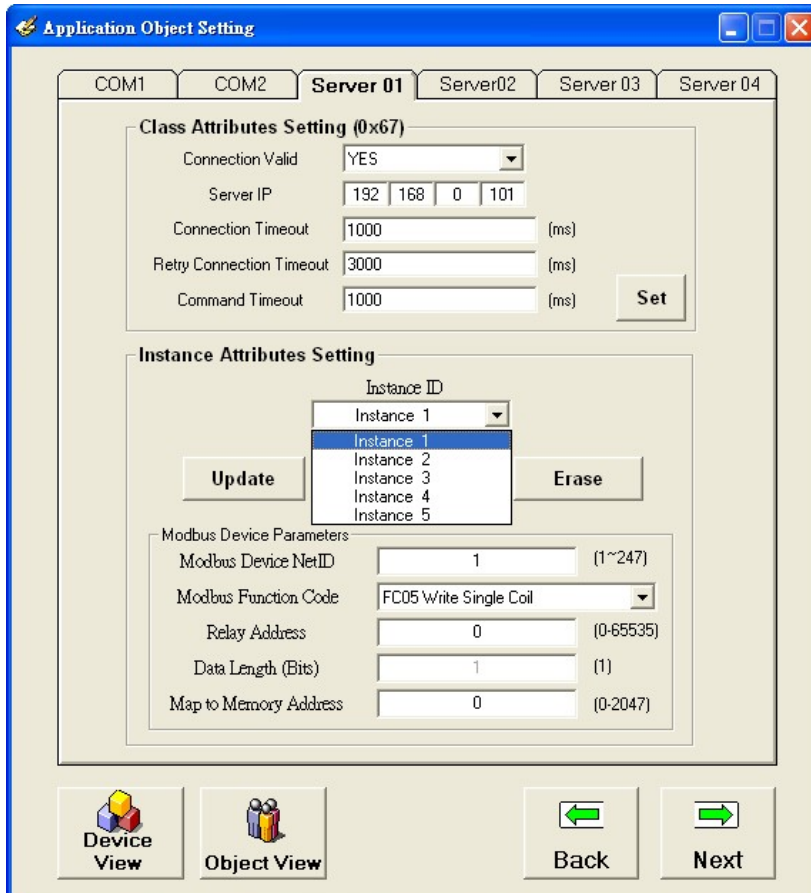 Application Object Setting
COM1 COM2 Server 01 Server02 Server 03 Server 04
Class Attributes Setting (0x67)
Connection Valid YES
Server IP 192 168 0 101
Connection Timeout 1000 (ms)
Retry Connection Timeout 3000 (ms)
Command Timeout 1000 (ms)
Set
Instance Attributes Setting
Instance ID
Instance 1
Instance 1
Instance 2
Instance 3
Instance 4
Instance 5
Update Erase
Modbus Device Parameters
Modbus Device NetID 1 (1~247)
Modbus Function Code FC05 Write Single Coil
Relay Address 0 (0-65535)
Data Length (Bits) 1 (1)
Map to Memory Address 0 (0-2047)
Device View
Object View
Back
Next